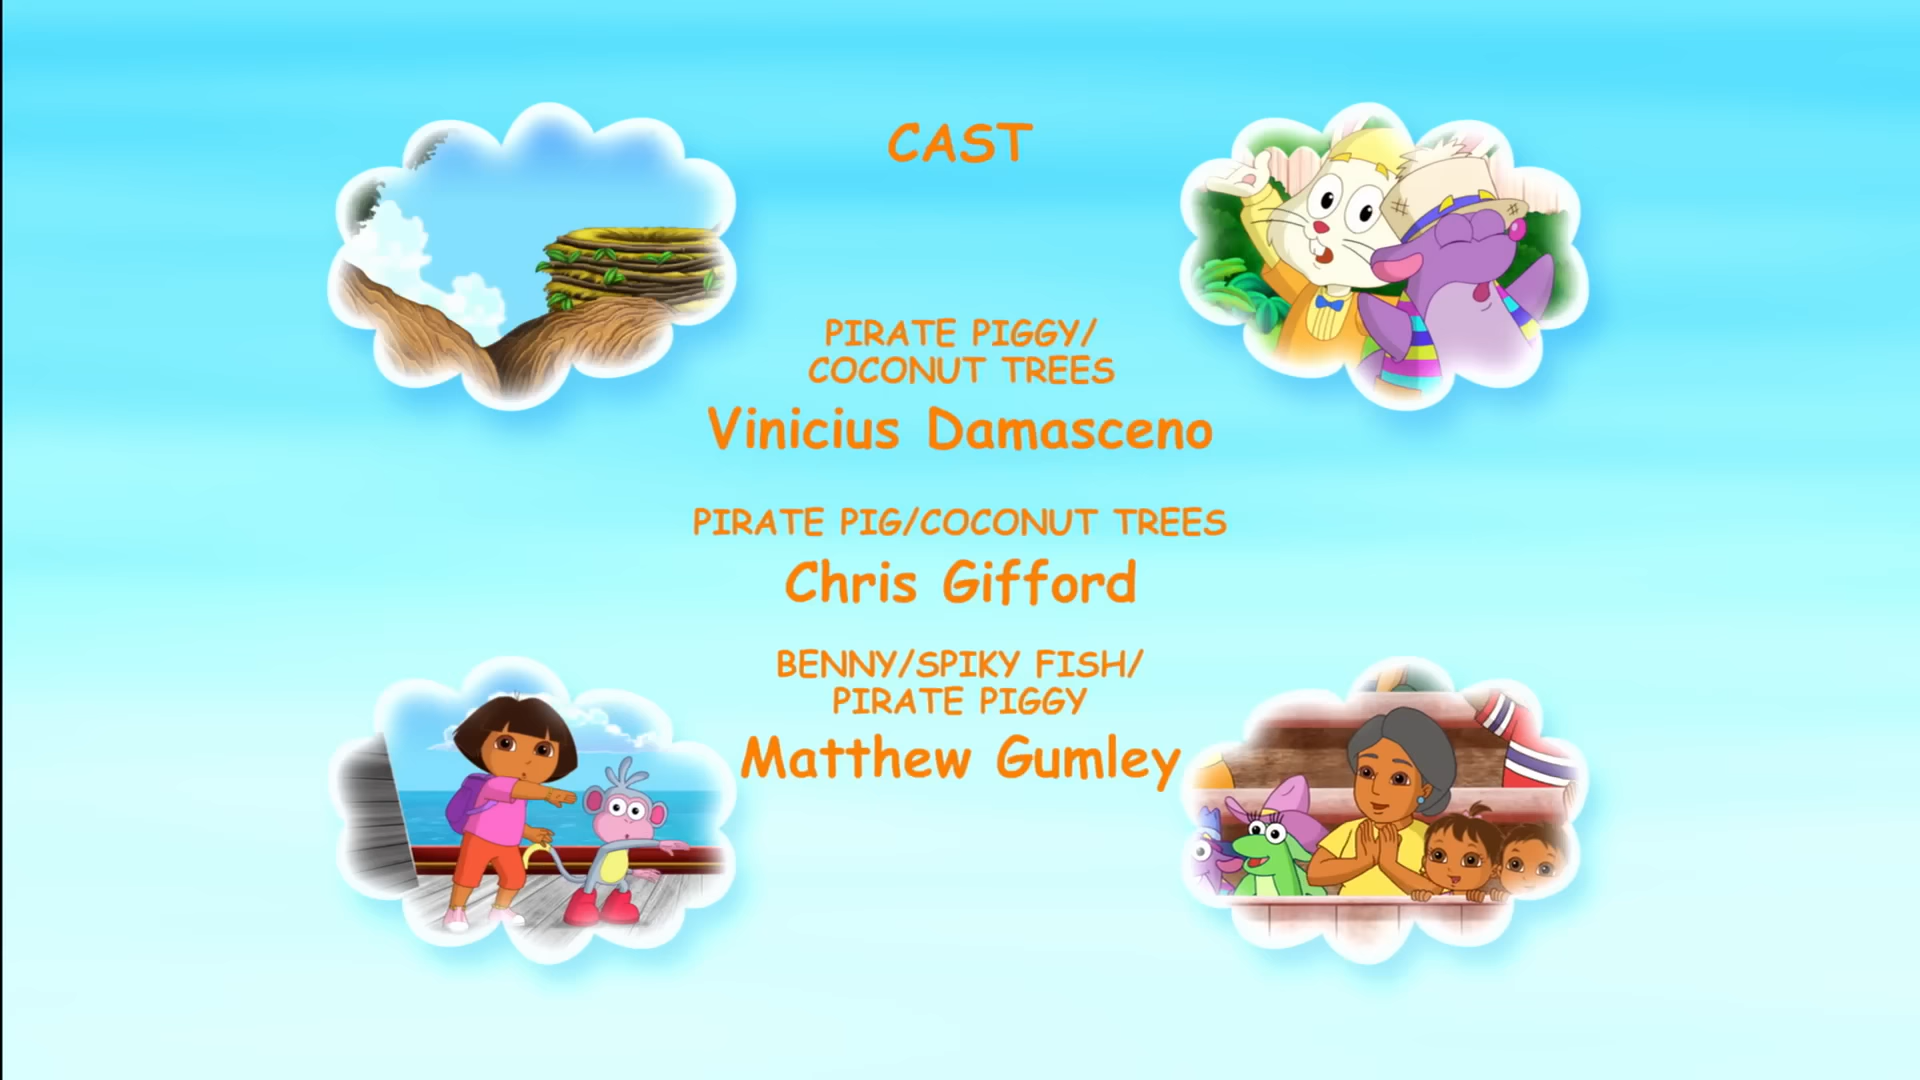 CAST
PIRATE PIGGY/
COCONUT TREES
Vinicius Damasceno
PIRATE PIG/COCONUT TREES
Chris Gifford
BENNY/SPIKY FISH/
PIRATE PIGGY
Matthew Gumley